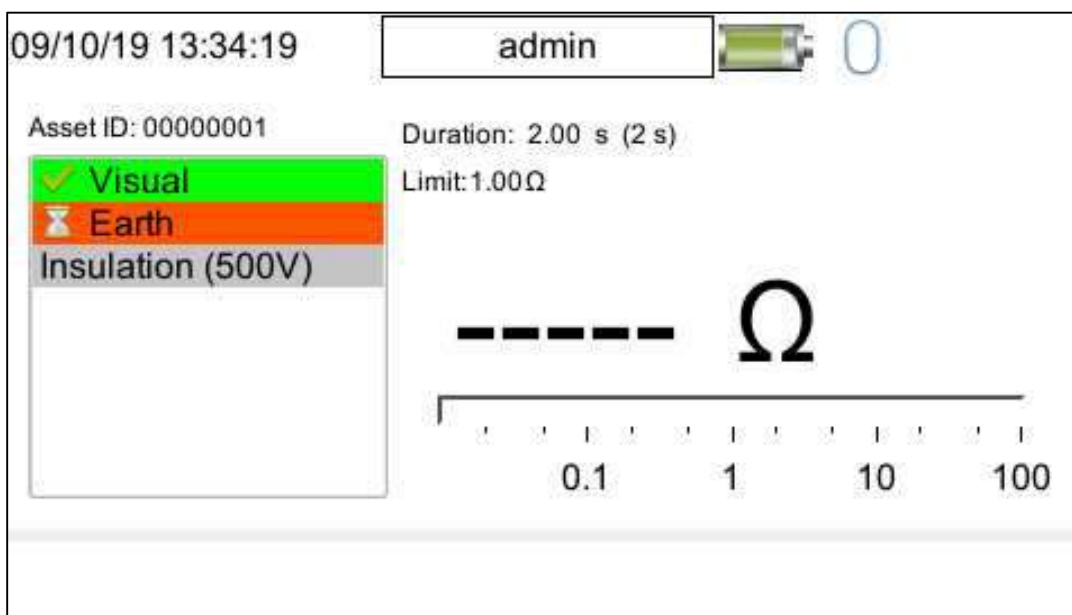 09/10/19 13:34:19 admin
Asset ID: 00000001
Duration: 2.00 s (2 s)
Limit:1.00Ω
Visual
Earth
Insulation (500V)
----- Ω
0.1 1 10 100